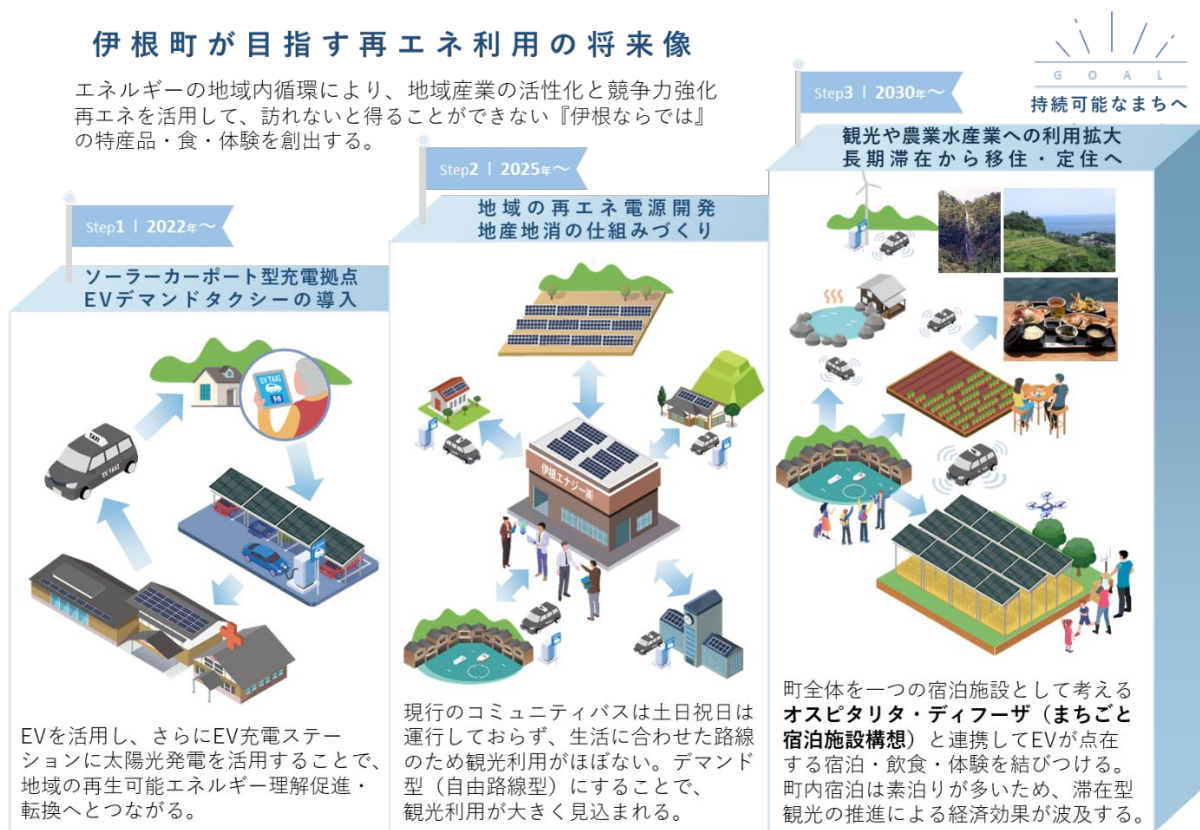 伊根町が目指す再エネ利用の将来像
エネルギーの地域内循環により、地域産業の活性化と競争力強化
再エネを活用して、訪れないと得ることができない『伊根ならでは』
の特産品・食・体験を創出する。
GOAL
持続可能なまちへ
Step1 | 2022年～
ソーラーカーポート型充電拠点
EVデマンドタクシーの導入
EV TAXI
予約
TAXI
EV TAXI
EVを活用し、さらにEV充電ステー
ションに太陽光発電を活用することで、
地域の再生可能エネルギー理解促進・
転換へとつながる。
Step2 | 2025年～
地域の再エネ電源開発
地産地消の仕組みづくり
伊根エナジー㈱
現行のコミュニティバスは土日祝日は
運行しておらず、生活に合わせた路線
のため観光利用がほぼない。デマンド
型（自由路線型）にすることで、
観光利用が大きく見込まれる。
Step3 | 2030年～
観光や農業水産業への利用拡大
長期滞在から移住・定住へ
町全体を一つの宿泊施設として考える
オスピタリタ・ディフーザ（まちごと
宿泊施設構想）と連携してEVが点在
する宿泊・飲食・体験を結びつける。
町内宿泊は素泊りが多いため、滞在型
観光の推進による経済効果が波及する。